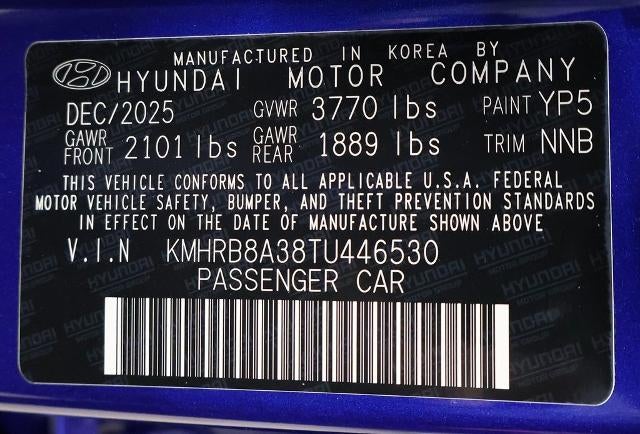 MANUFACTURED IN KOREA BY
HYUNDAI MOTOR COMPANY
DEC/2025 GVWR 3770 lbs PAINT YP5
GAWR FRONT 2101 lbs GAWR REAR 1889 lbs TRIM NNB
THIS VEHICLE CONFORMS TO ALL APPLICABLE U.S.A. FEDERAL
MOTOR VEHICLE SAFETY, BUMPER, AND THEFT PREVENTION STANDARDS
IN EFFECT ON THE DATE OF MANUFACTURE SHOWN ABOVE
V.I.N KMHRB8A38TU446530
PASSENGER CAR